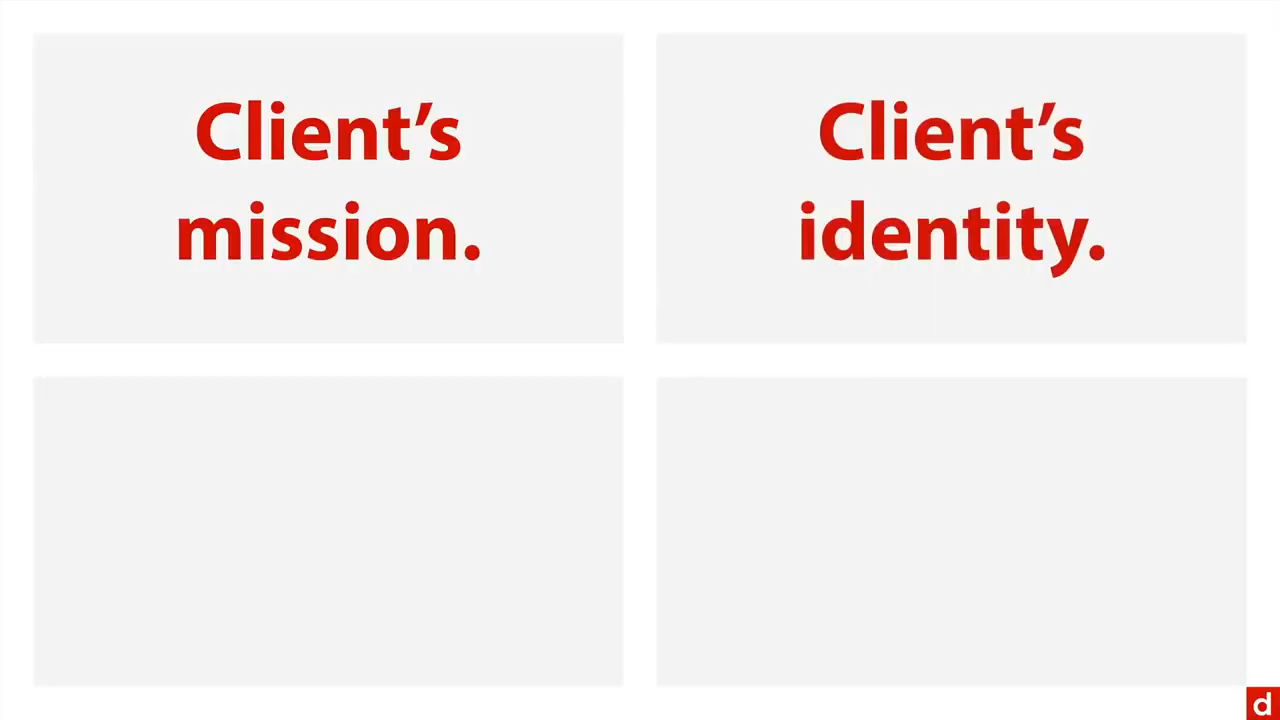 Client’s
mission.
Client’s
identity.
d